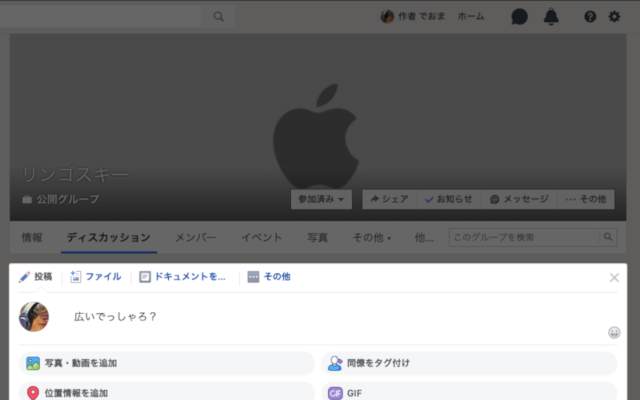 作者 でおま ホーム
リンゴスキー
公開グループ
参加済み シェア お知らせ メッセージ その他
情報 ディスカッション メンバー イベント 写真 その他 他... このグループを検索
投稿 ファイル ドキュメントを... その他
広いでっしゃろ？
写真・動画を追加 同僚をタグ付け
位置情報を追加 GIF